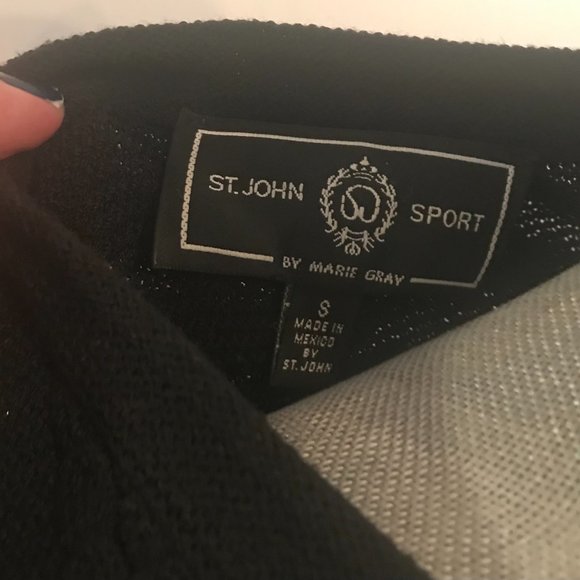 ST. JOHN SPORT
BY MARIE GRAY
S
MADE IN
MEXICO
BY
ST. JOHN